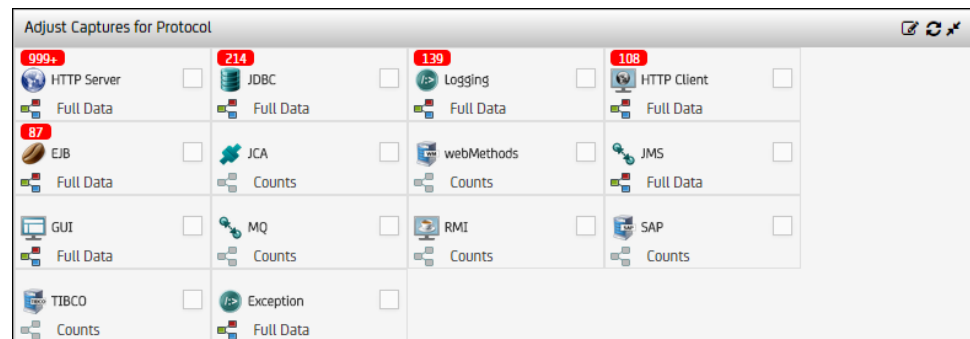 Adjust Captures for Protocol
999+ 214 139 108
HTTP Server JDBC Logging HTTP Client
Full Data Full Data Full Data Full Data
87
EJB JCA webMethods JMS
Full Data Counts Counts Full Data
GUI MQ RMI SAP
Full Data Counts Counts Counts
TIBCO Exception
Counts Full Data